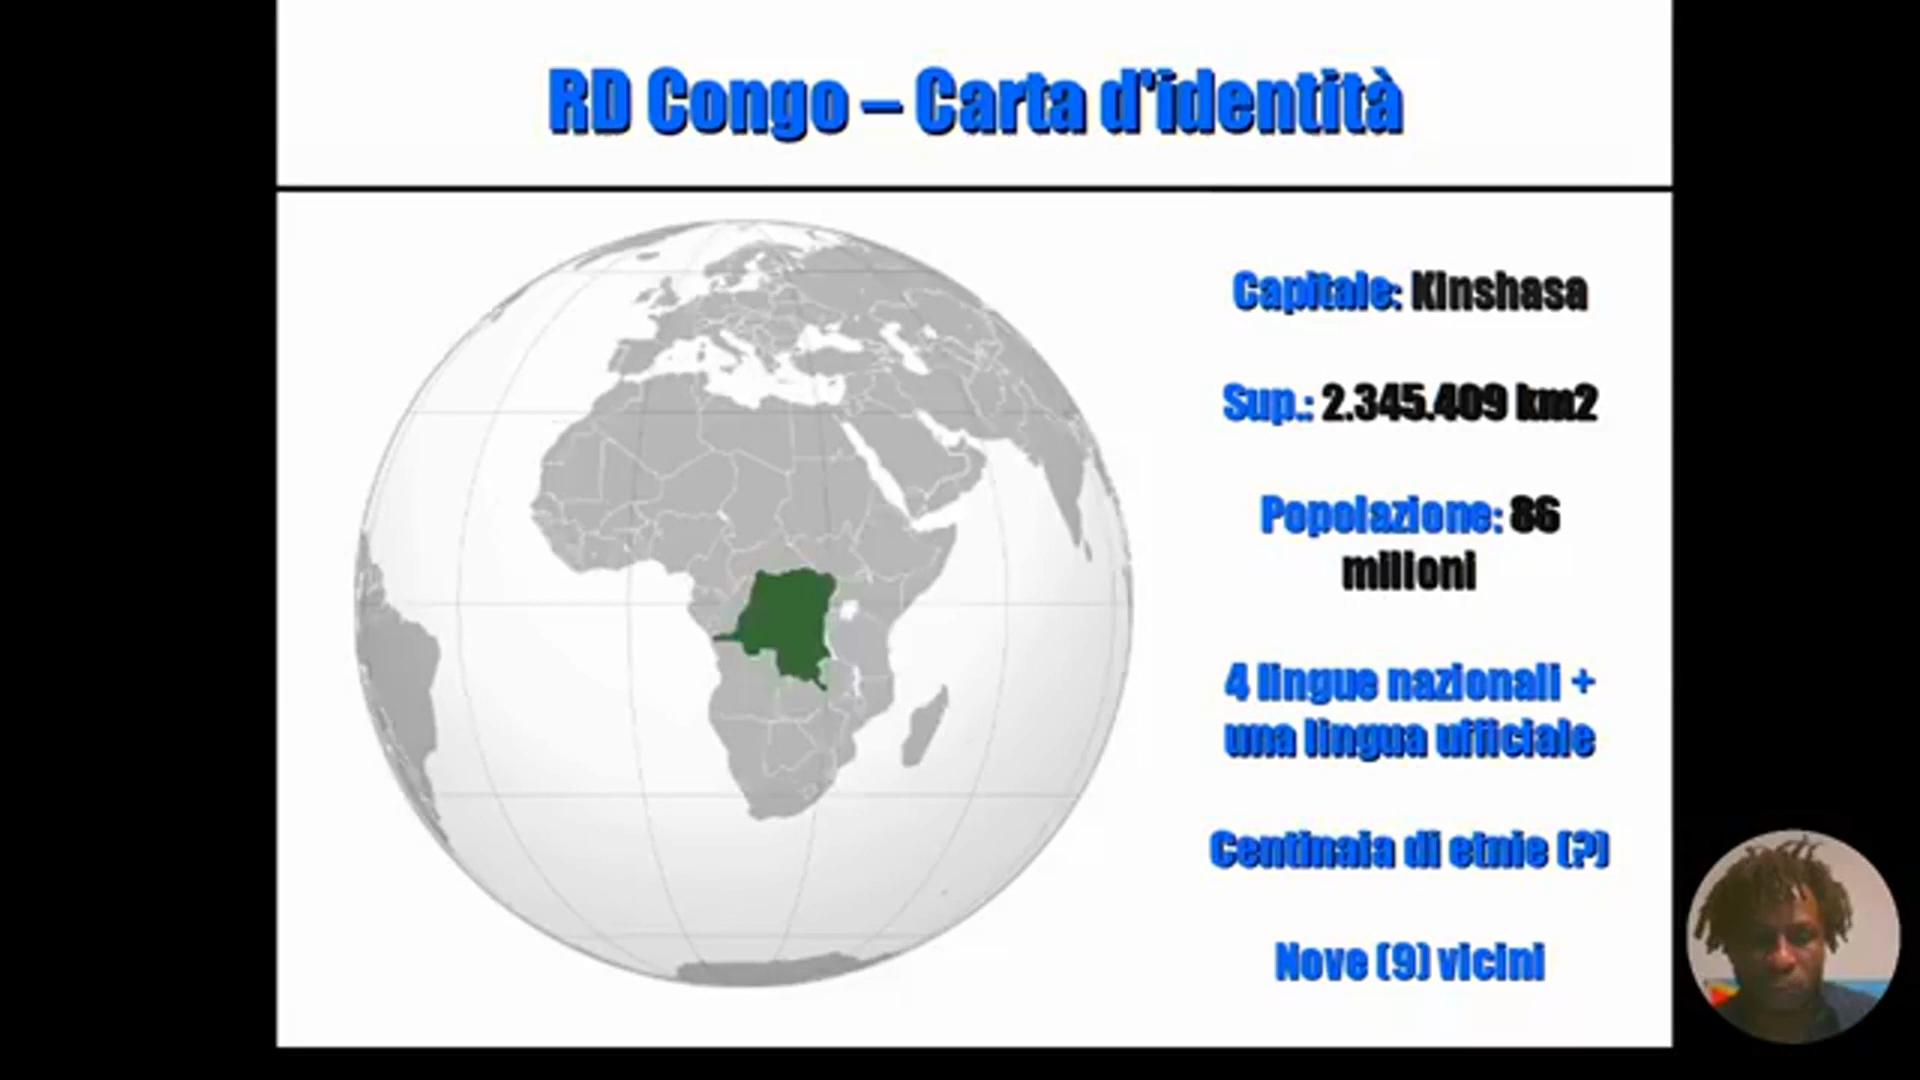 RD Congo – Carta d'identità
Capitale: Kinshasa
Sup.: 2.345.409 km2
Popolazione: 86
milioni
4 lingue nazionali +
una lingua ufficiale
Centinaia di etnie (?)
Nove (9) vicini